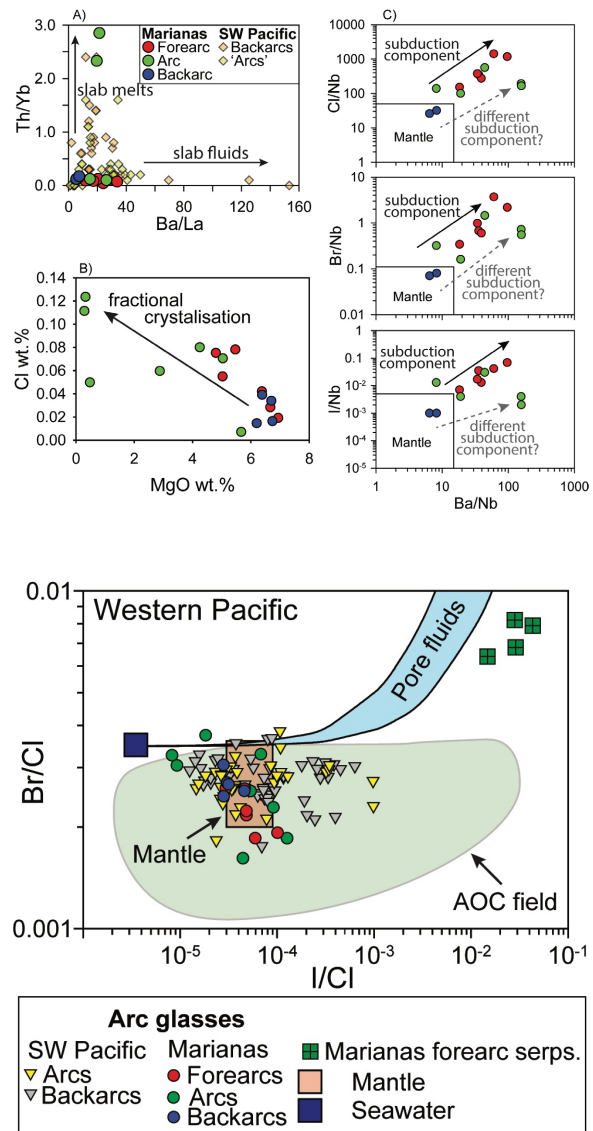 A)
3.0
2.0
1.0
0.0
Th/Yb
Marianas
SW Pacific
Forearc
Backarcs
Arc
'Arcs'
Backarc
slab melts
slab fluids
0
40
80
120
160
Ba/La
B)
0.14
0.12
0.10
0.08
0.06
0.04
0.02
0.00
Cl wt.%
fractional
crystalisation
0
2
4
6
8
MgO wt.%
C)
10000
1000
100
10
1
Cl/Nb
subduction
component
different
subduction
component?
Mantle
10
1
0.1
0.01
Br/Nb
subduction
component
different
subduction
component?
Mantle
1
0.1
10-2
10-3
10-4
10-5
I/Nb
subduction
component
different
subduction
component?
Mantle
1
10
100
1000
Ba/Nb
0.01
0.001
Br/Cl
Western Pacific
Pore fluids
Mantle
AOC field
10-5
10-4
10-3
10-2
10-1
I/Cl
Arc glasses
SW Pacific
Arcs
Backarcs
Marianas
Forearcs
Arcs
Backarcs
Marianas forearc serps.
Mantle
Seawater